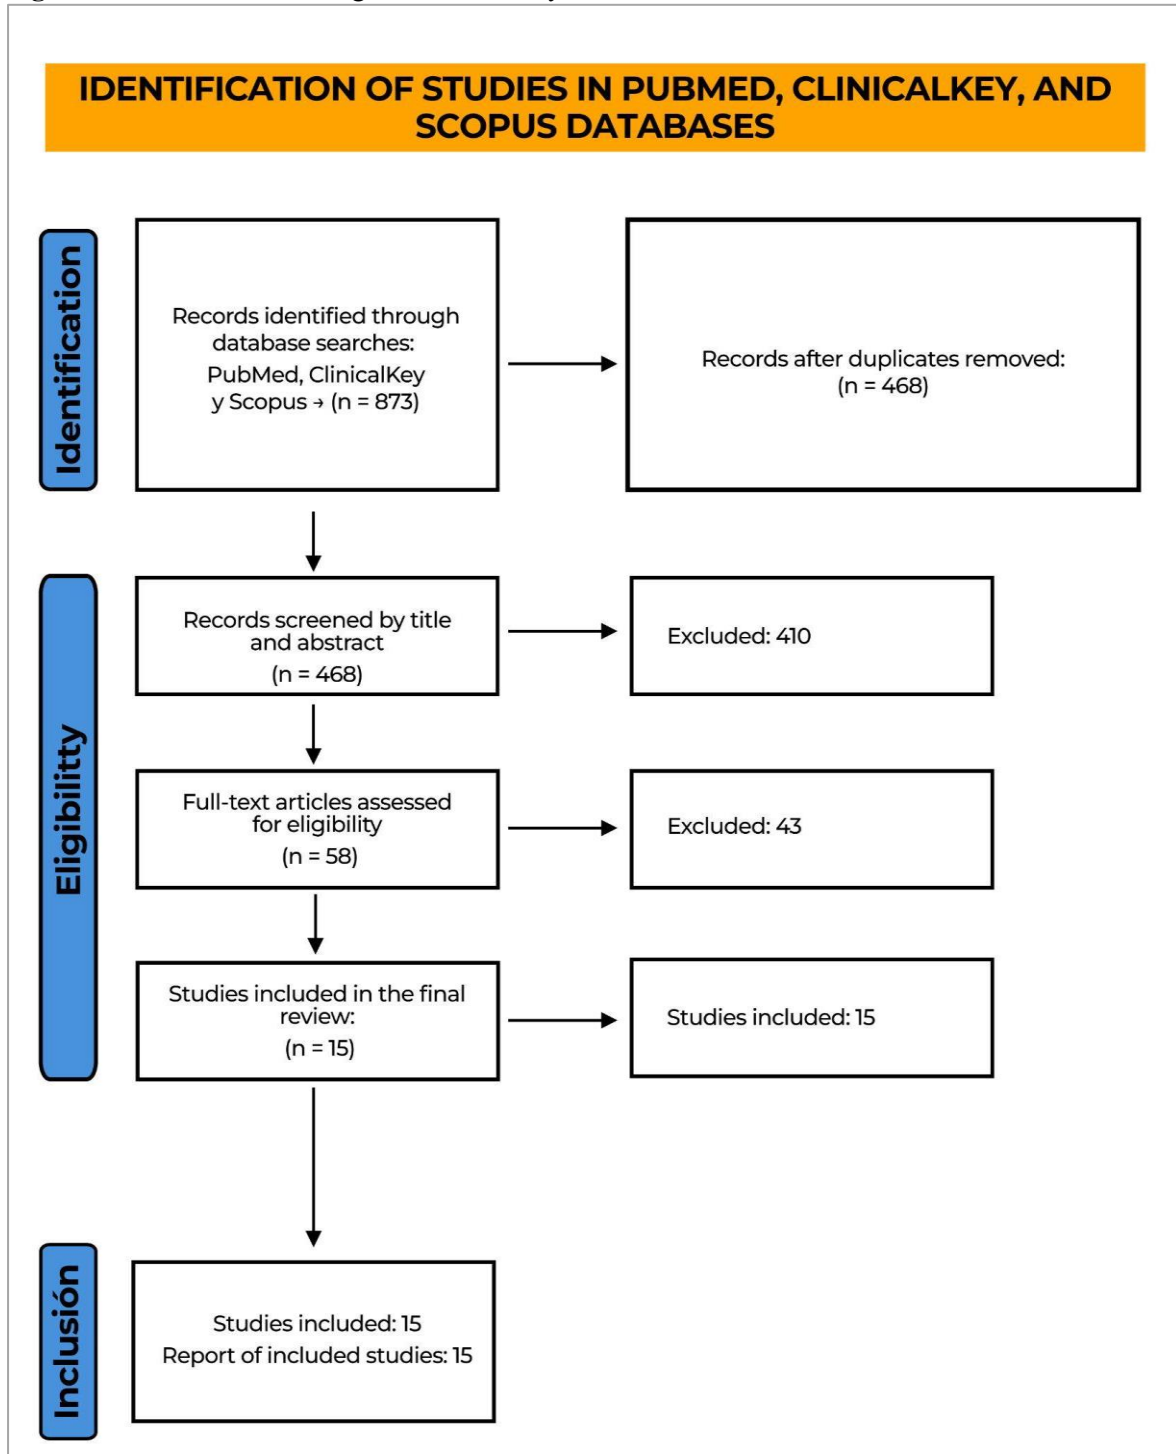 IDENTIFICATION OF STUDIES IN PUBMED, CLINICALKEY, AND
SCOPUS DATABASES
Identification
Records identified through
database searches:
PubMed, ClinicalKey
y Scopus → (n = 873)
Records after duplicates removed:
(n = 468)
Eligibilitty
Records screened by title
and abstract
(n = 468)
Excluded: 410
Full-text articles assessed
for eligibility
(n = 58)
Excluded: 43
Studies included in the final
review:
(n = 15)
Studies included: 15
Inclusión
Studies included: 15
Report of included studies: 15